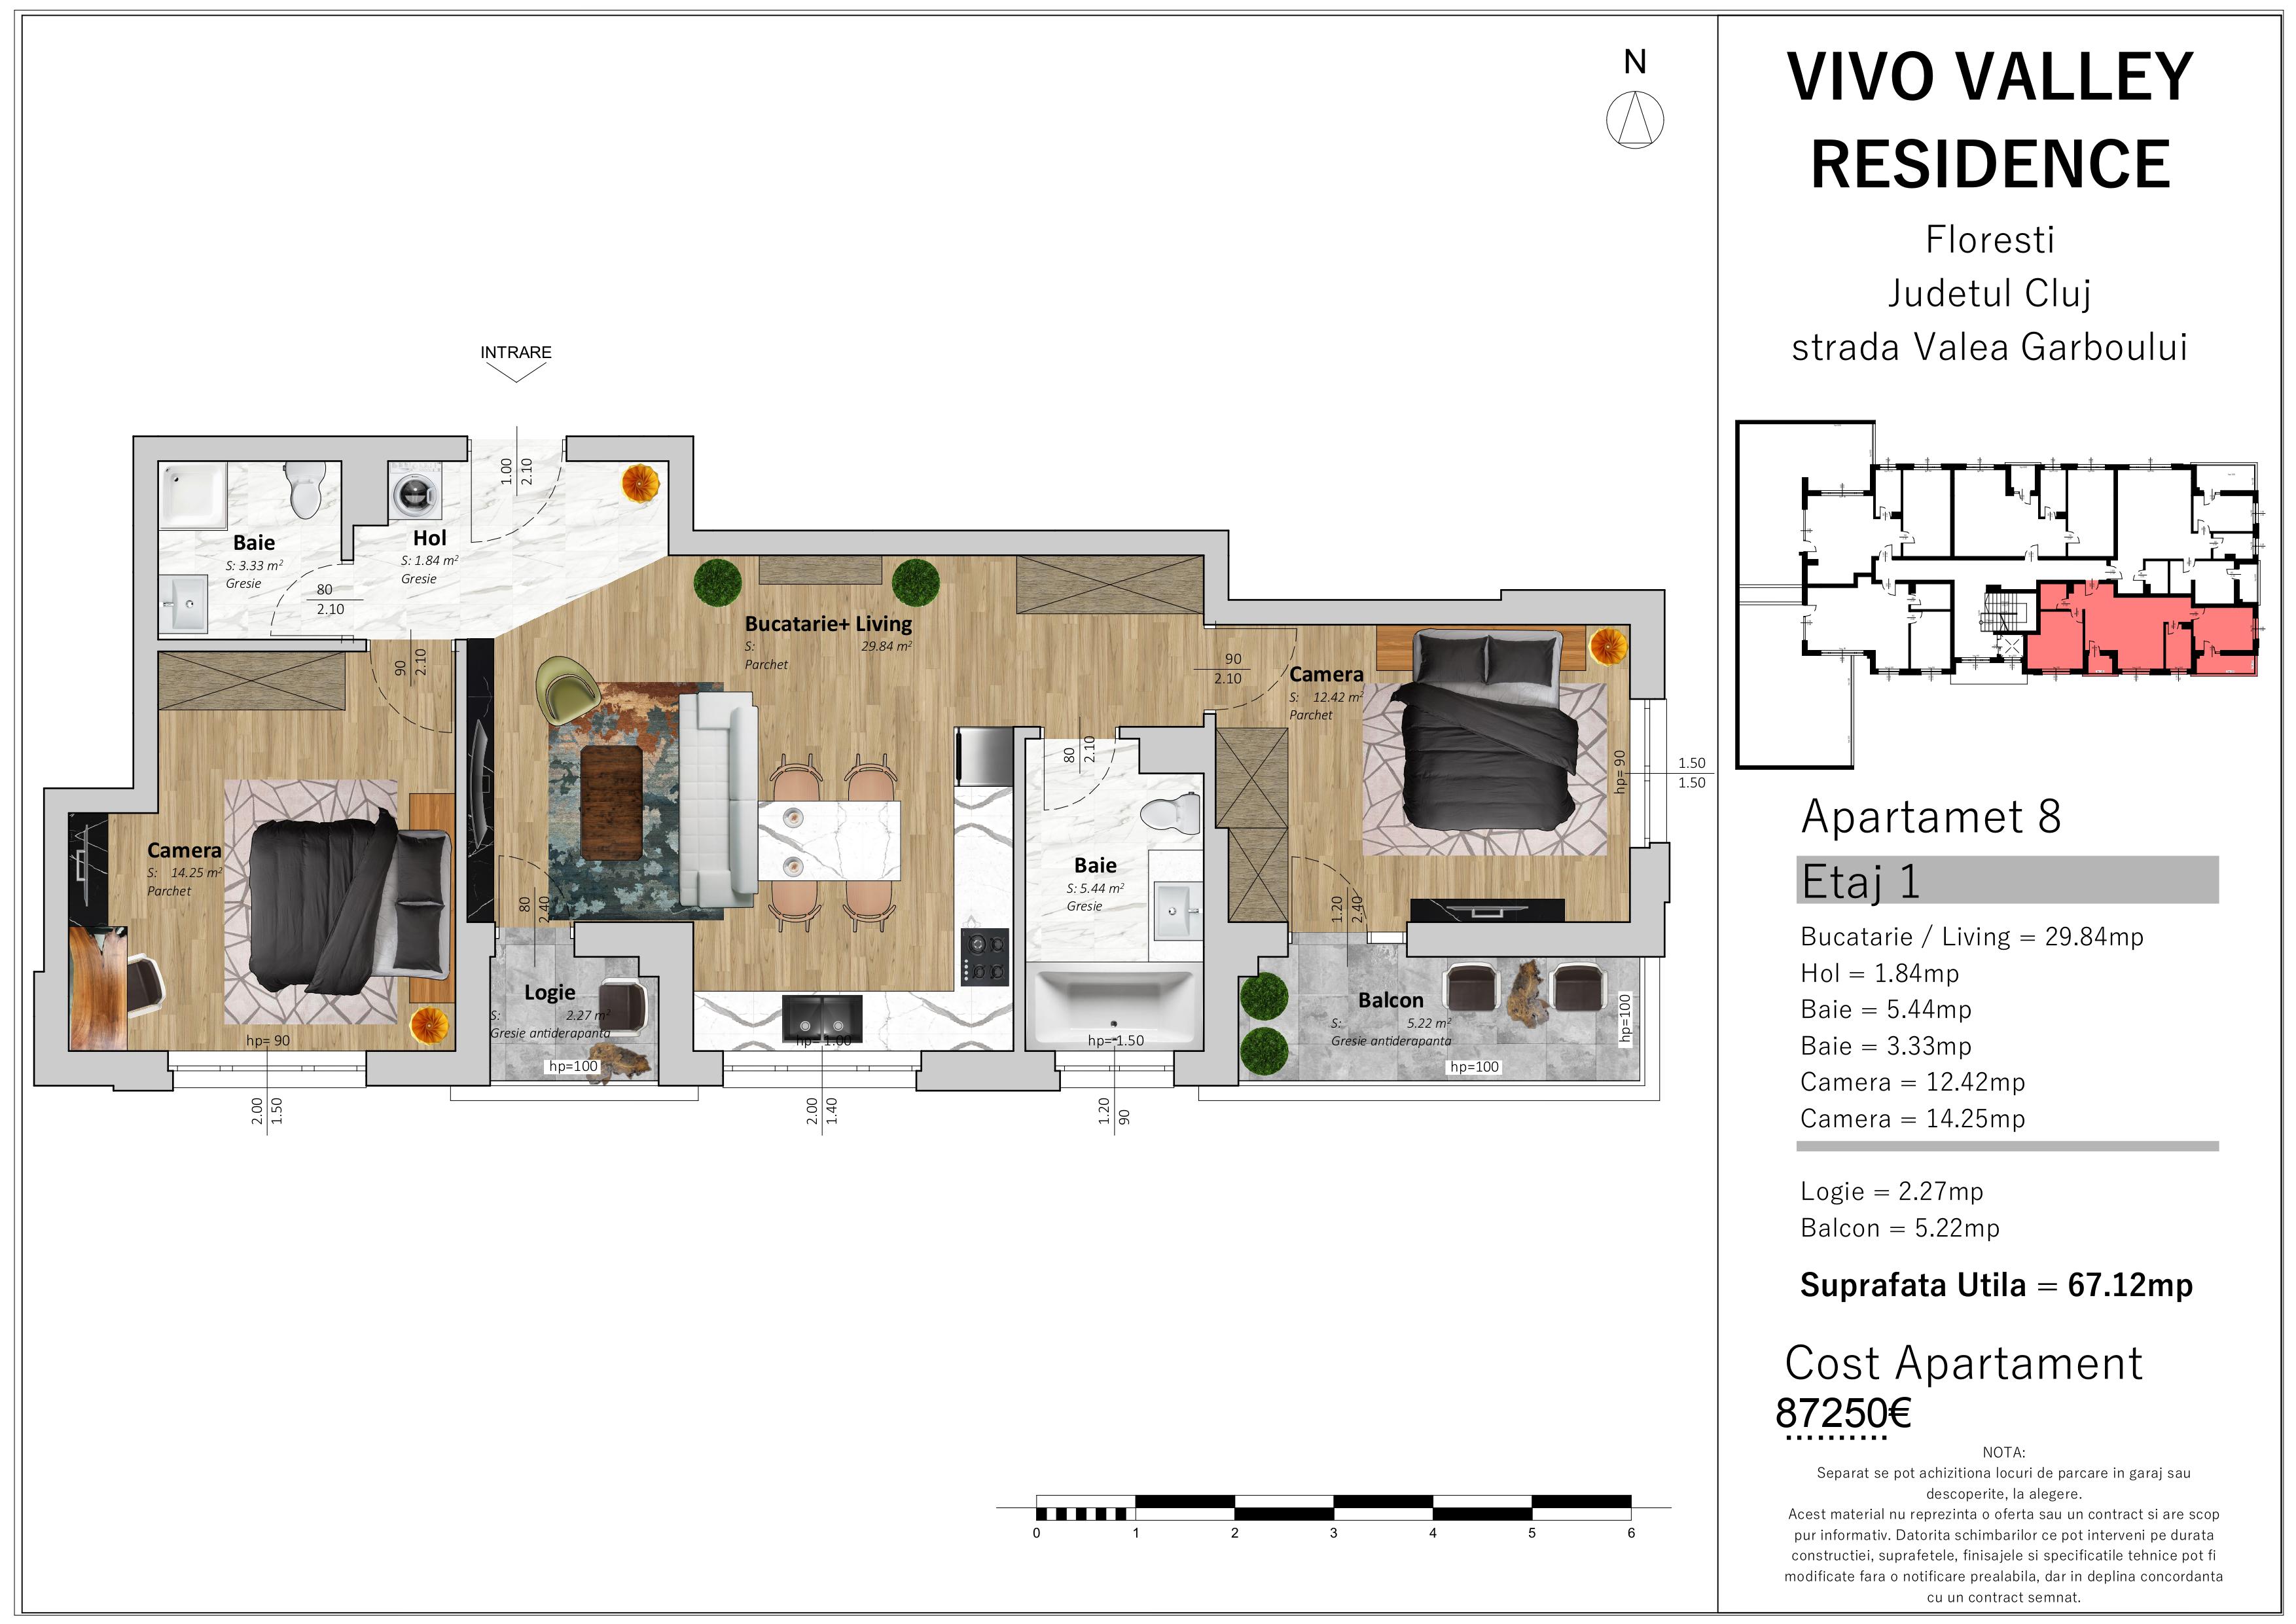 N
INTRARE
1.00
2.10
Baie
S: 3.33 m²
Gresie
Hol
S: 1.84 m²
Gresie
80
2.10
90
2.10
Bucatarie+ Living
S: 29.84 m²
Parchet
90
2.10
Camera
S: 12.42 m²
Parchet
hp= 90
1.50
1.50
80
2.10
Camera
S: 14.25 m²
Parchet
Baie
S: 5.44 m²
Gresie
80
2.40
1.20
2.40
Logie
S: 2.27 m²
Gresie antiderapanta
Balcon
S: 5.22 m²
Gresie antiderapanta
hp=100
hp= 90
hp= 1.00
hp= 1.50
hp=100
hp=100
2.00
1.50
2.00
1.40
1.20
90
0 1 2 3 4 5 6
VIVO VALLEY
RESIDENCE
Floresti
Judetul Cluj
strada Valea Garboului
Apartamet 8
Etaj 1
Bucatarie / Living = 29.84mp
Hol = 1.84mp
Baie = 5.44mp
Baie = 3.33mp
Camera = 12.42mp
Camera = 14.25mp
Logie = 2.27mp
Balcon = 5.22mp
Suprafata Utila = 67.12mp
Cost Apartament
87250€
..........
NOTA:
Separat se pot achizitiona locuri de parcare in garaj sau
descoperite, la alegere.
Acest material nu reprezinta o oferta sau un contract si are scop
pur informativ. Datorita schimbarilor ce pot interveni pe durata
constructiei, suprafetele, finisajele si specificatile tehnice pot fi
modificate fara o notificare prealabila, dar in deplina concordanta
cu un contract semnat.